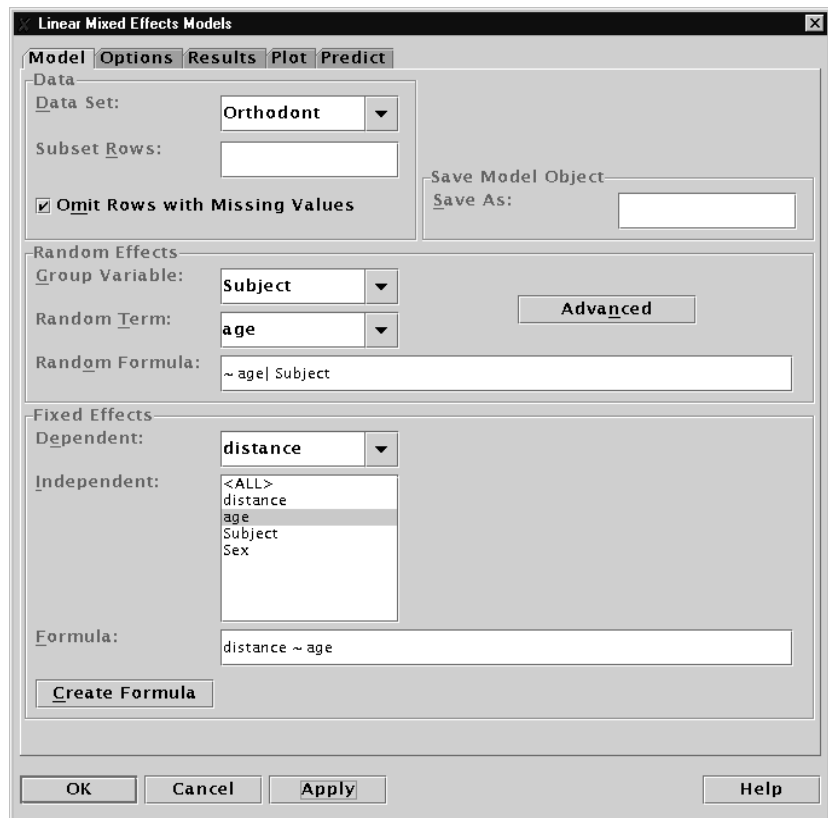 Linear Mixed Effects Models
Model Options Results Plot Predict
Data
Data Set:
Orthodont
Subset Rows:
Omit Rows with Missing Values
Save Model Object
Save As:
Random Effects
Group Variable:
Subject
Advanced
Random Term:
age
Random Formula:
~ age| Subject
Fixed Effects
Dependent:
distance
Independent:
<ALL>
distance
age
Subject
Sex
Formula:
distance ~ age
Create Formula
OK Cancel Apply Help